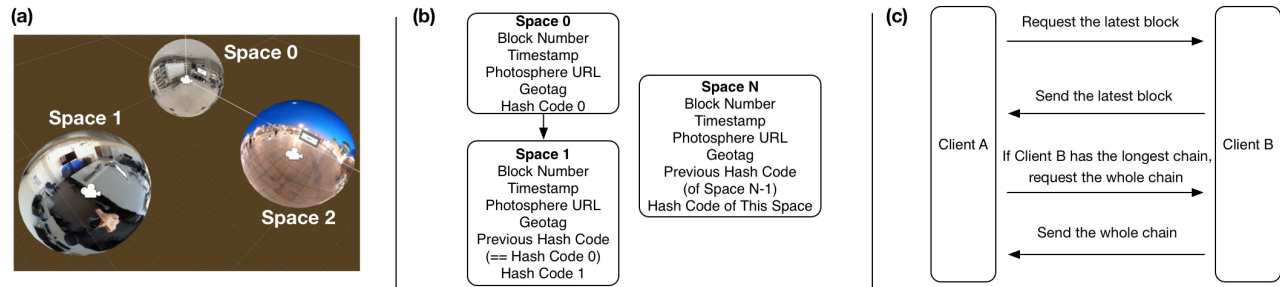 (a)
Space 0
Space 1
Space 2
(b)
Space 0
Block Number
Timestamp
Photosphere URL
Geotag
Hash Code 0
Space 1
Block Number
Timestamp
Photosphere URL
Geotag
Previous Hash Code
(== Hash Code 0)
Hash Code 1
Space N
Block Number
Timestamp
Photosphere URL
Geotag
Previous Hash Code
(of Space N-1)
Hash Code of This Space
(c)
Client A
Request the latest block
Send the latest block
If Client B has the longest chain,
request the whole chain
Send the whole chain
Client B